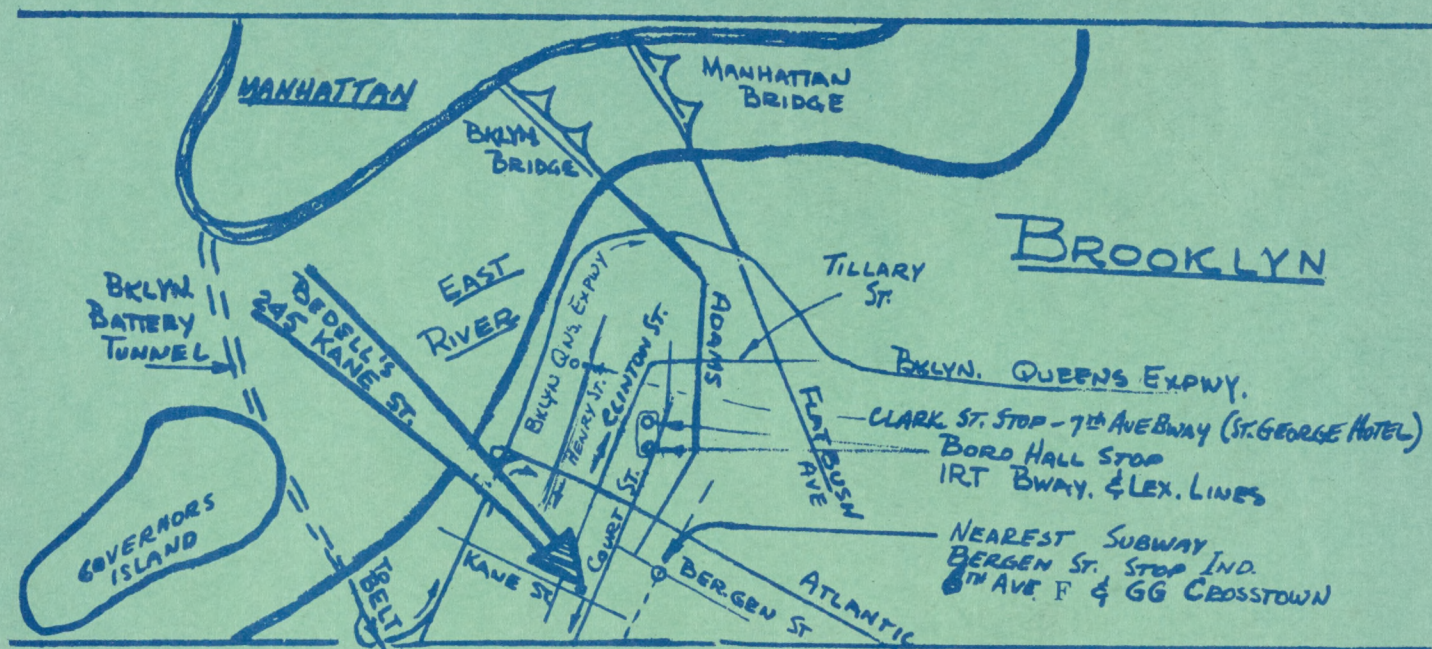 MANHATTAN
MANHATTAN
BRIDGE
BKLYN
BRIDGE
BROOKLYN
EAST
RIVER
BKLYN
BATTERY
TUNNEL
BEDELL'S
245 KANE ST.
BKLYN QNS. EXPWY
HENRY ST.
CLINTON ST.
ADAMS
TILLARY
ST.
BKLYN. QUEENS EXPWY.
CLARK ST. STOP - 7TH AVE BWAY (ST. GEORGE HOTEL)
BORO HALL STOP
IRT BWAY. & LEX. LINES
FLATBUSH
AVE
COURT ST.
GOVERNORS
ISLAND
NEAREST SUBWAY
BERGEN ST. STOP IND.
6TH AVE F & GG CROSSTOWN
KANE ST.
BERGEN ST
ATLANTIC
BELT